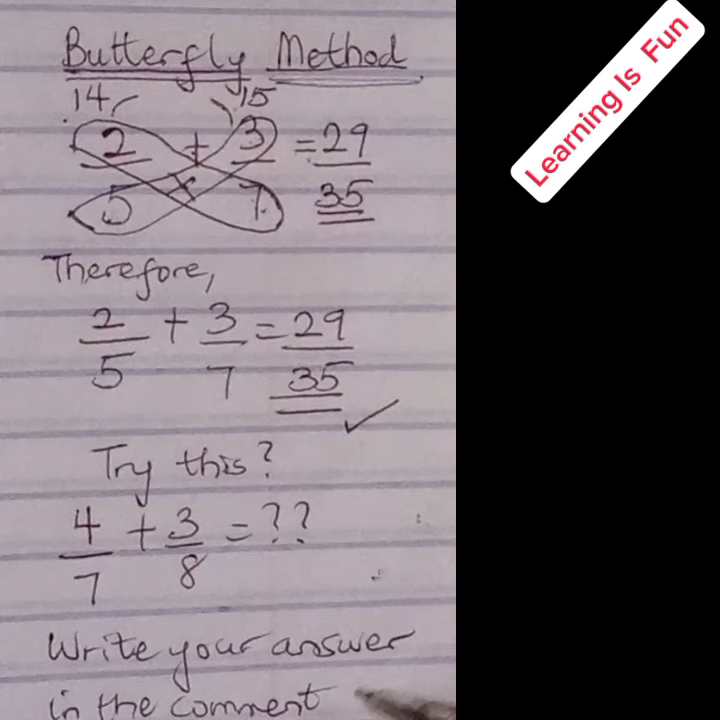 Butterfly Method
14 15
2 + 3 = 29
5 × 7 35
Therefore,
2 + 3 = 29
5 7 35
Try this?
4 + 3 = ??
7 8
Write your answer
in the comment
Learning Is Fun